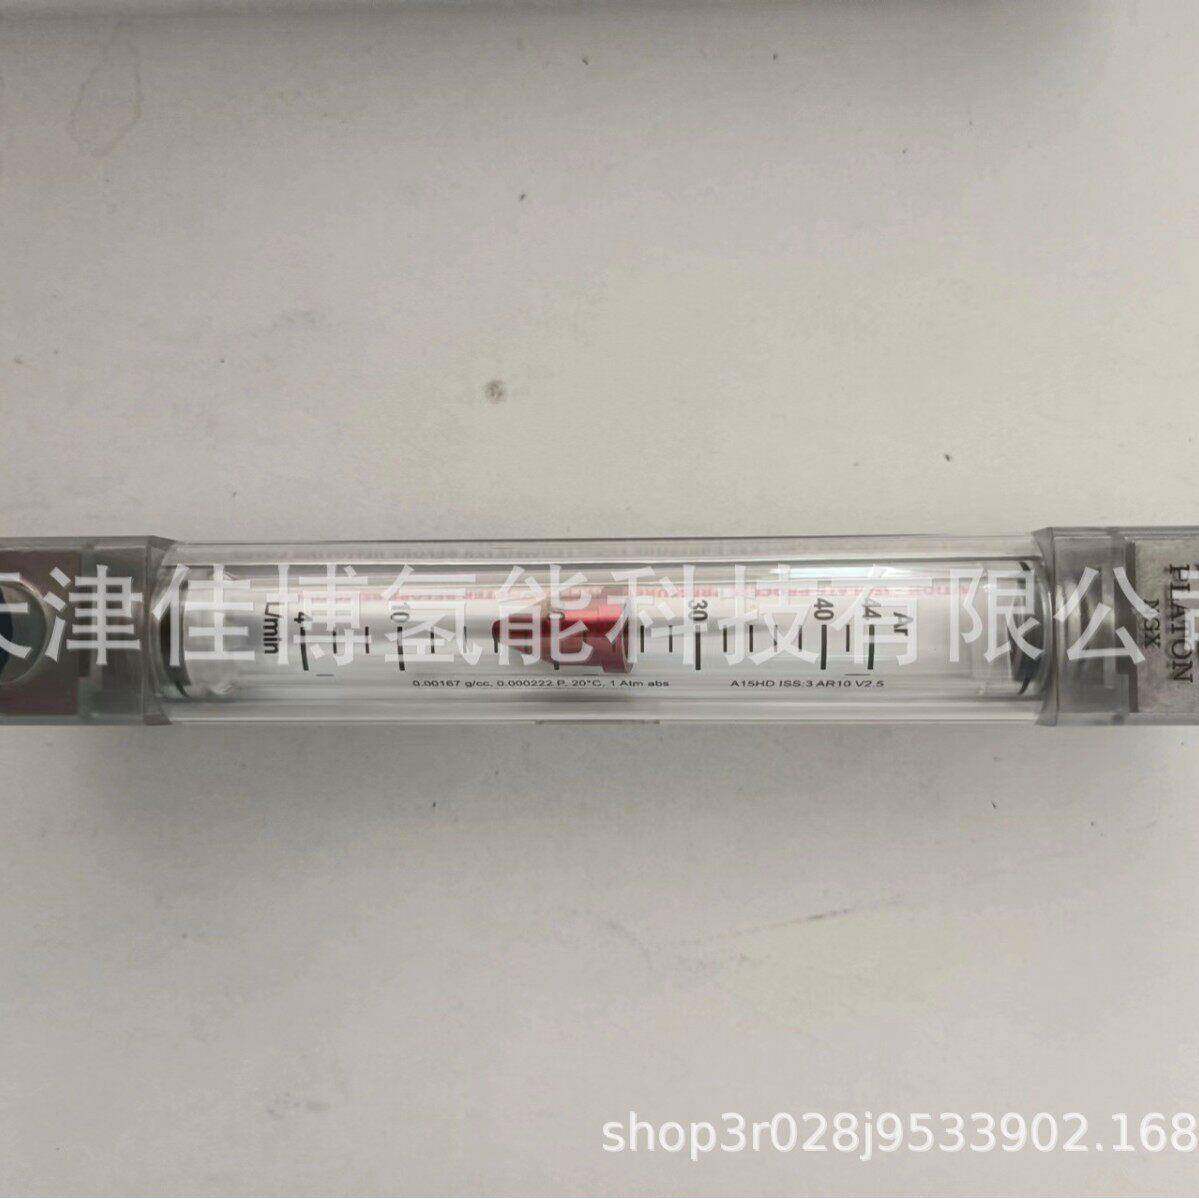 天津佳博氢能科技有限公
L/min
4
10
30
40
44
Ar
0.00167 g/cc, 0.000222 P, 20°C, 1 Atm abs
A15HD ISS:3 AR10 V2.5
PLATON
NSX
shop3r028j9533902.168